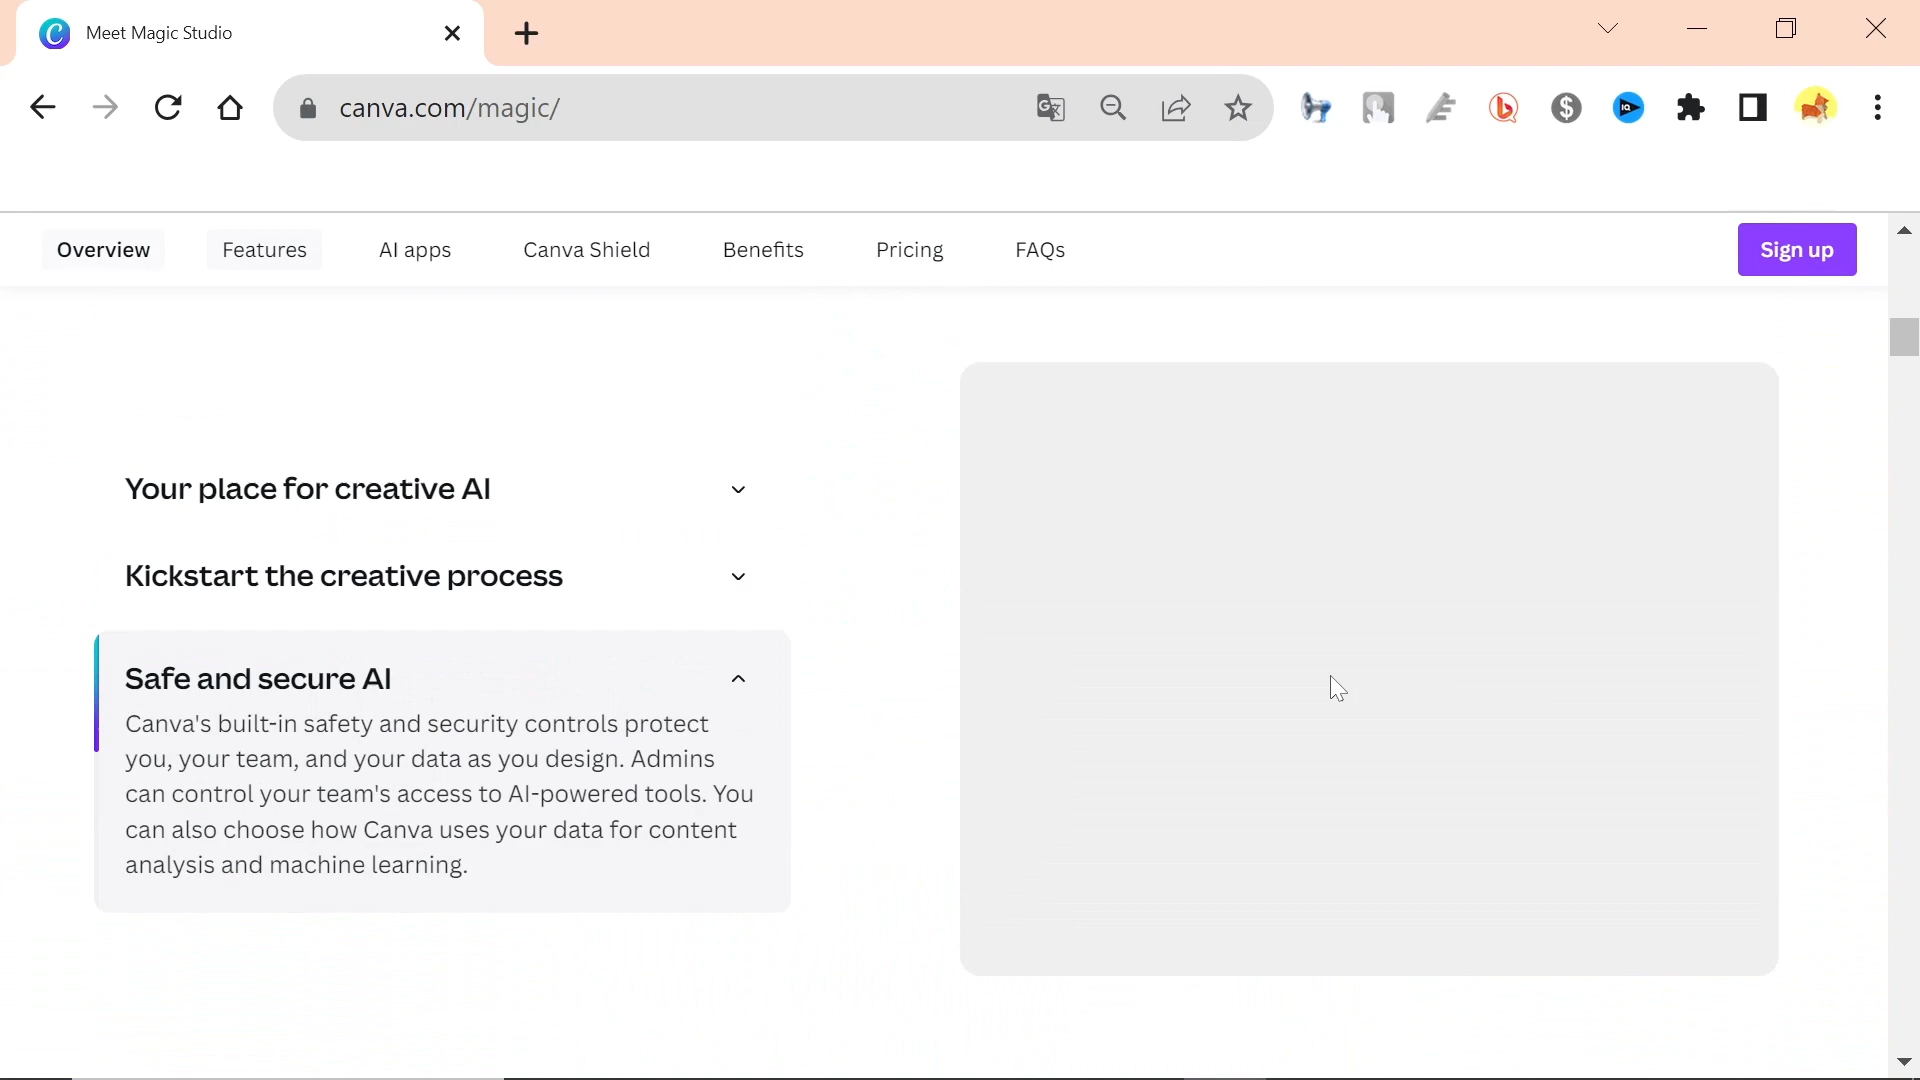 Meet Magic Studio
canva.com/magic/
Overview
Features
AI apps
Canva Shield
Benefits
Pricing
FAQs
Sign up
Your place for creative AI
Kickstart the creative process
Safe and secure AI
Canva's built-in safety and security controls protect
you, your team, and your data as you design. Admins
can control your team's access to AI-powered tools. You
can also choose how Canva uses your data for content
analysis and machine learning.